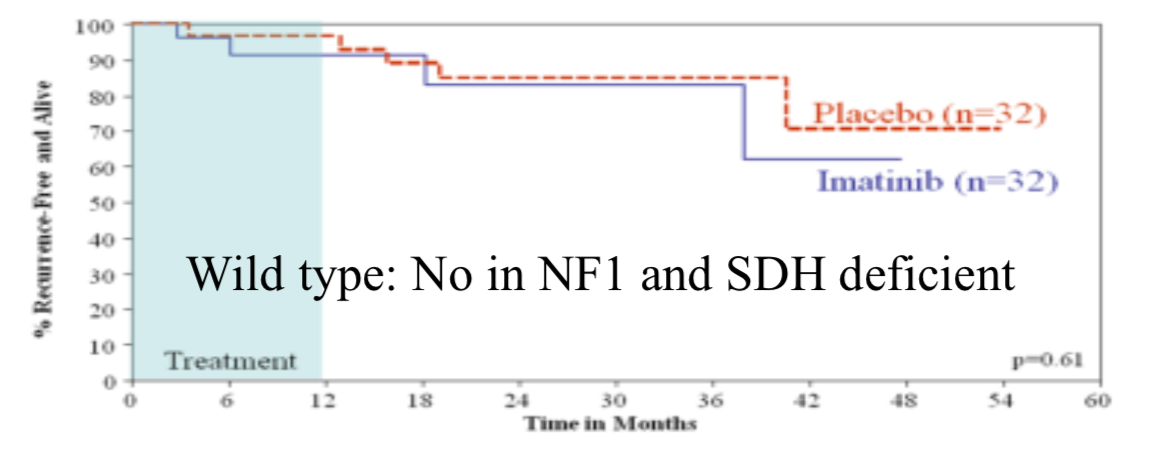 % Recurrence-Free and Alive
100
90
80
70
60
50
40
30
20
10
0
Placebo (n=32)
Imatinib (n=32)
Wild type: No in NF1 and SDH deficient
Treatment
p=0.61
0 6 12 18 24 30 36 42 48 54 60
Time in Months